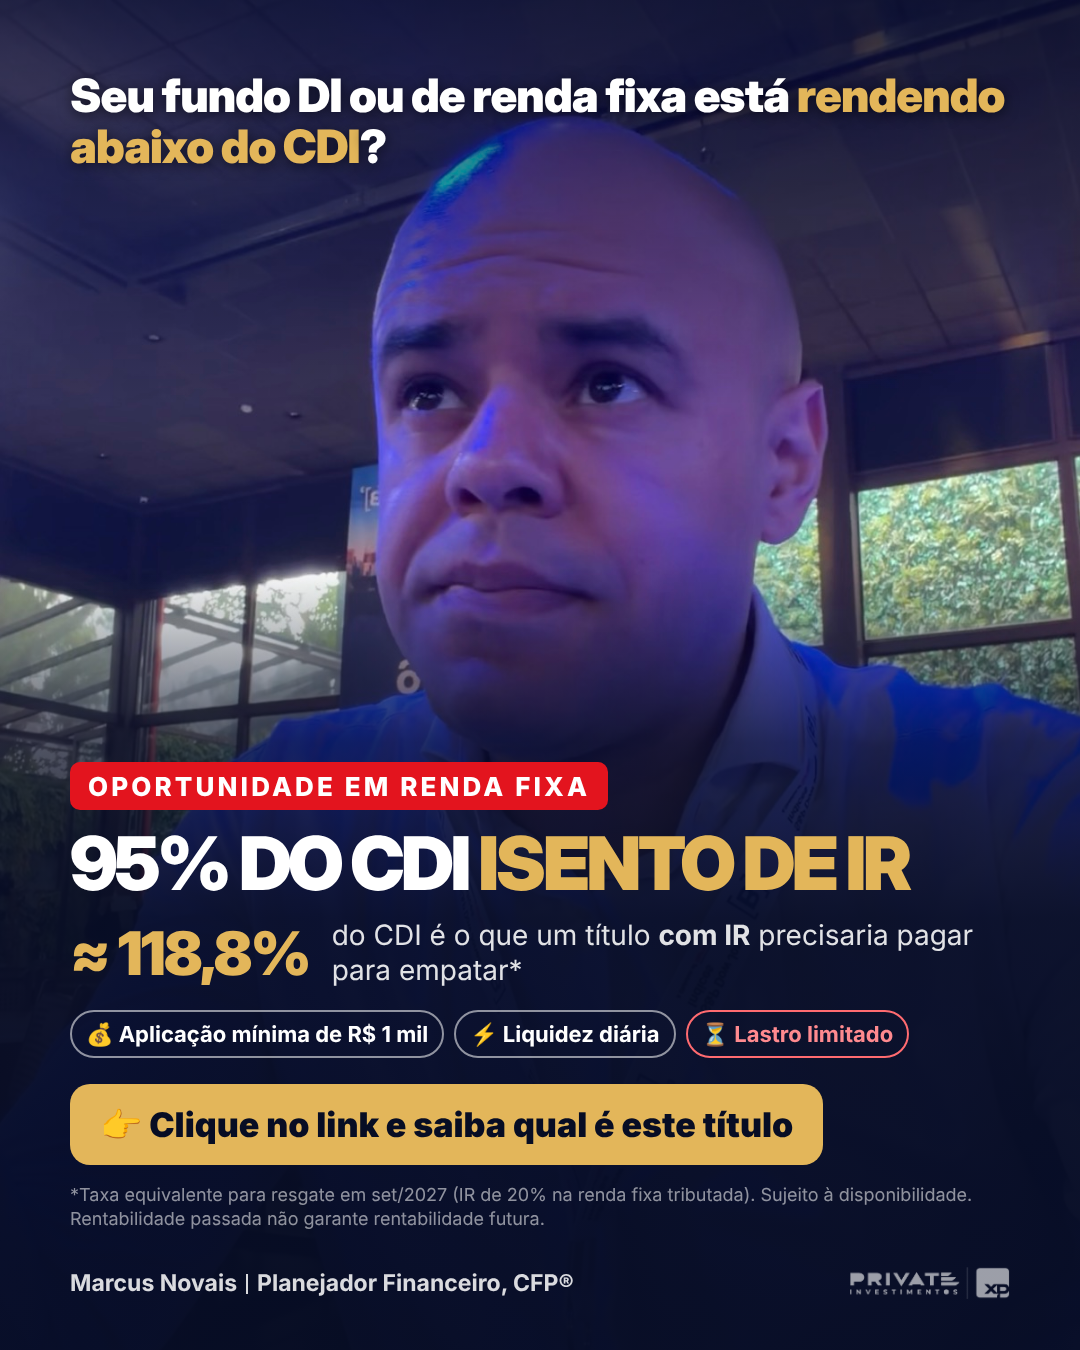 Seu fundo DI ou de renda fixa está rendendo
abaixo do CDI?
OPORTUNIDADE EM RENDA FIXA
95% DO CDI ISENTO DE IR
≈ 118,8%
do CDI é o que um título com IR precisaria pagar
para empatar*
💰 Aplicação mínima de R$ 1 mil
⚡ Liquidez diária
⏳ Lastro limitado
👉 Clique no link e saiba qual é este título
*Taxa equivalente para resgate em set/2027 (IR de 20% na renda fixa tributada). Sujeito à disponibilidade.
Rentabilidade passada não garante rentabilidade futura.
Marcus Novais | Planejador Financeiro, CFP®
PRIVATE
INVESTIMENTOS
xp